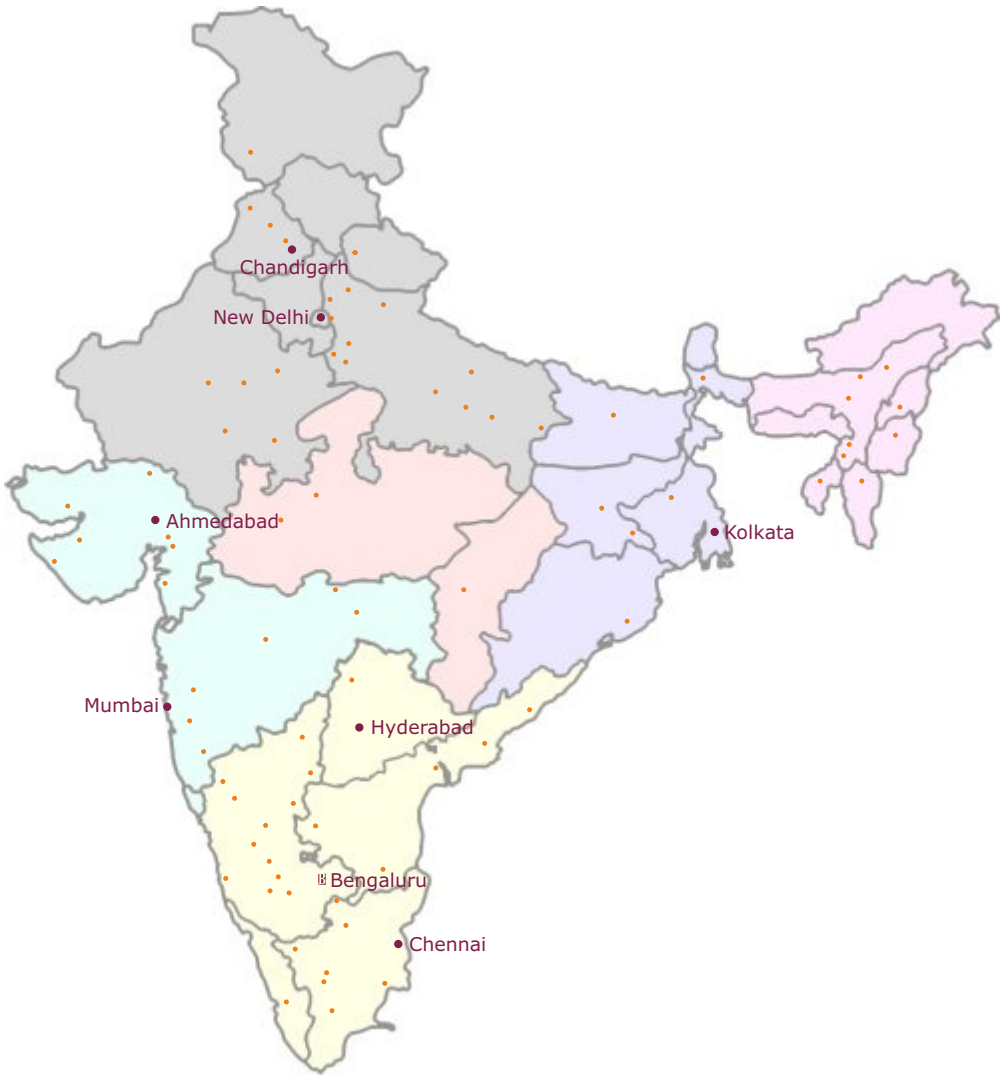 Chandigarh
New Delhi
Ahmedabad
Kolkata
Mumbai
Hyderabad
Bengaluru
Chennai